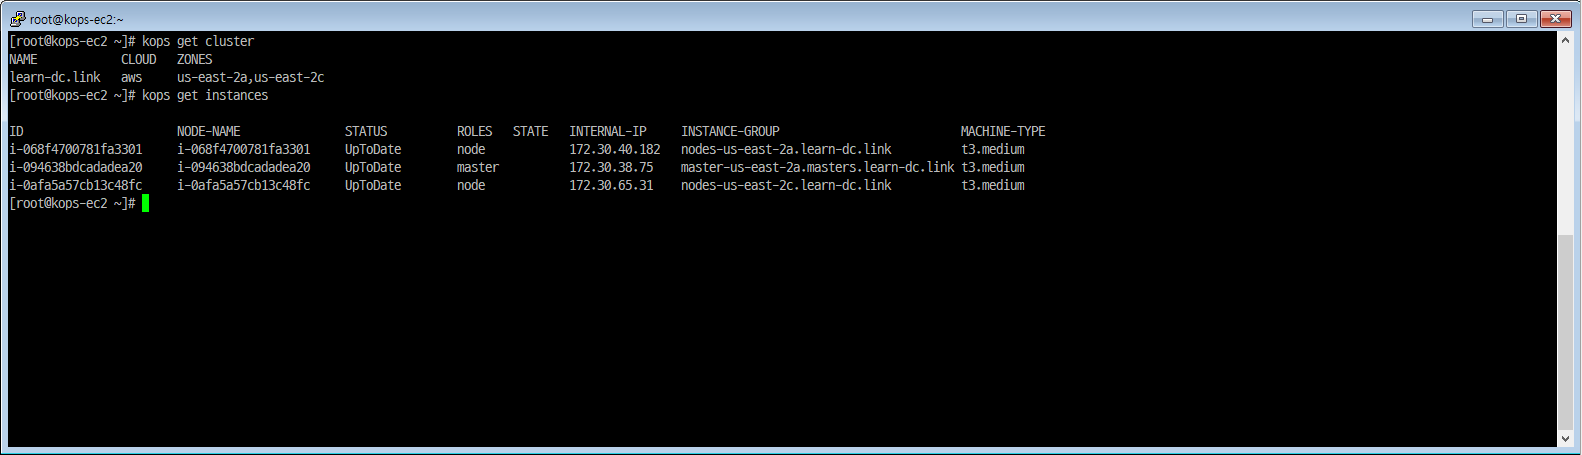 root@kops-ec2:~
[root@kops-ec2 ~]# kops get cluster
NAME CLOUD ZONES
learn-dc.link aws us-east-2a,us-east-2c
[root@kops-ec2 ~]# kops get instances
ID NODE-NAME STATUS ROLES STATE INTERNAL-IP INSTANCE-GROUP MACHINE-TYPE
i-068f4700781fa3301 i-068f4700781fa3301 UpToDate node 172.30.40.182 nodes-us-east-2a.learn-dc.link t3.medium
i-094638bdcadadea20 i-094638bdcadadea20 UpToDate master 172.30.38.75 master-us-east-2a.masters.learn-dc.link t3.medium
i-0afa5a57cb13c48fc i-0afa5a57cb13c48fc UpToDate node 172.30.65.31 nodes-us-east-2c.learn-dc.link t3.medium
[root@kops-ec2 ~]#